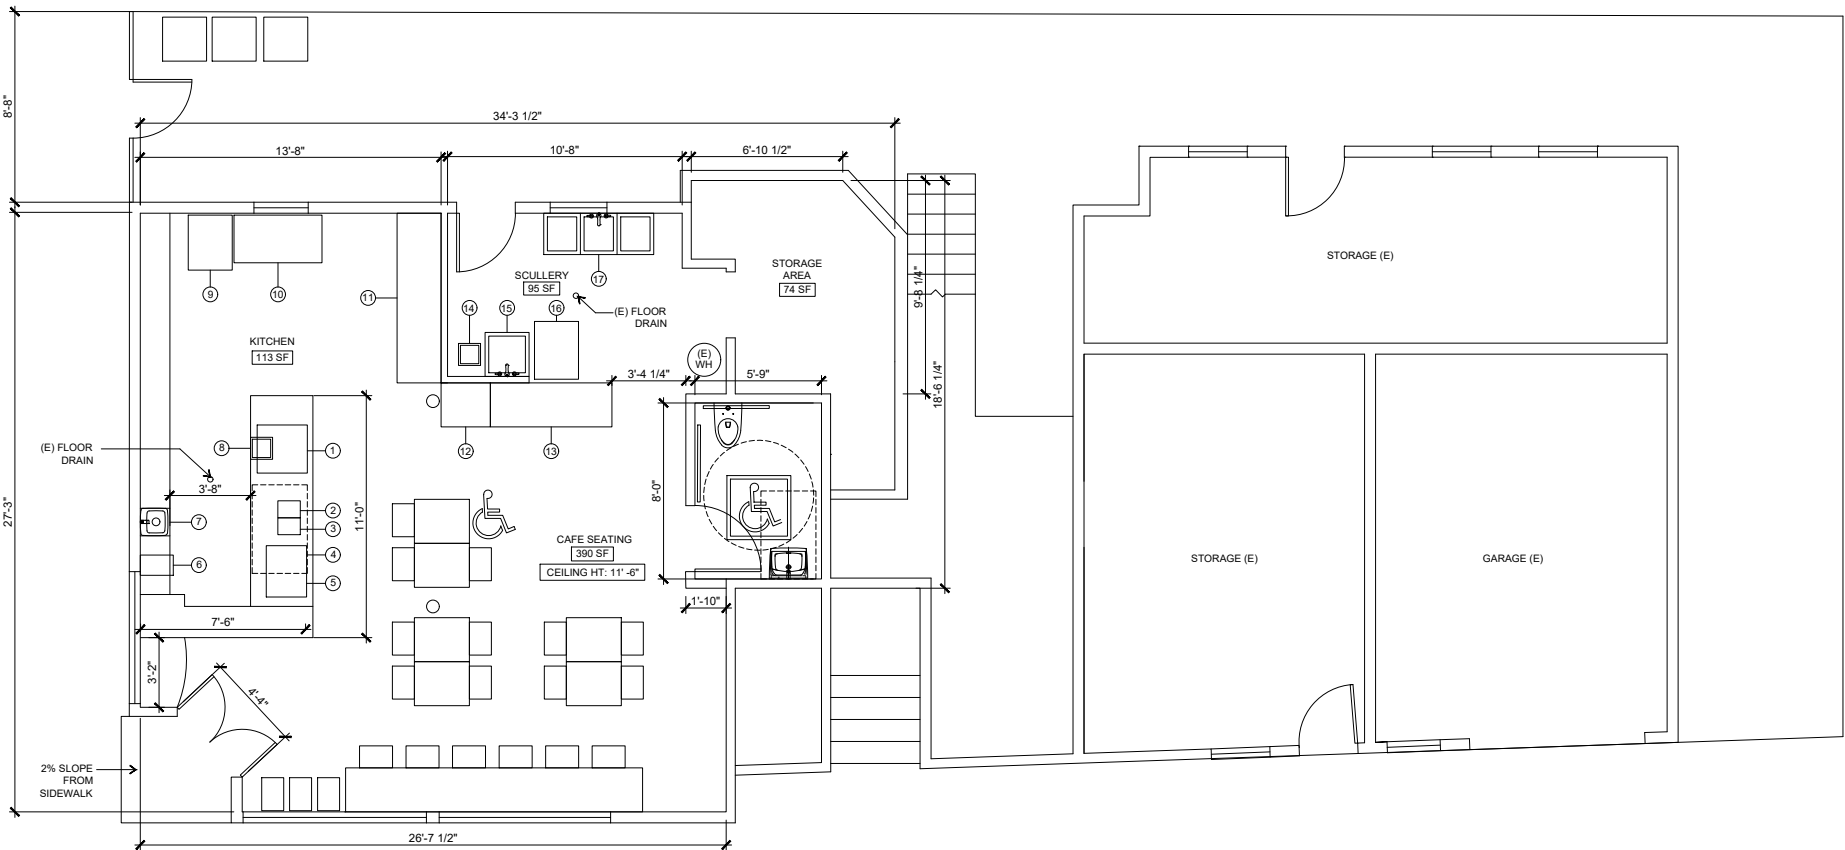 8'-8"
34'-3 1/2"
13'-8"
10'-8"
6'-10 1/2"
STORAGE (E)
STORAGE
AREA
74 SF
SCULLERY
95 SF
17
9
10
11
14
15
16
(E) FLOOR
DRAIN
9'-8 1/4"
KITCHEN
113 SF
(E)
WH
3'-4 1/4"
5'-9"
18'-6 1/4"
(E) FLOOR
DRAIN
8
1
12
13
3'-8"
11'-0"
8'-0"
27'-3"
2
7
3
CAFE SEATING
390 SF
CEILING HT: 11' -6"
4
6
5
STORAGE (E)
GARAGE (E)
1'-10"
7'-6"
3'-2"
4'-4"
2% SLOPE
FROM
SIDEWALK
26'-7 1/2"